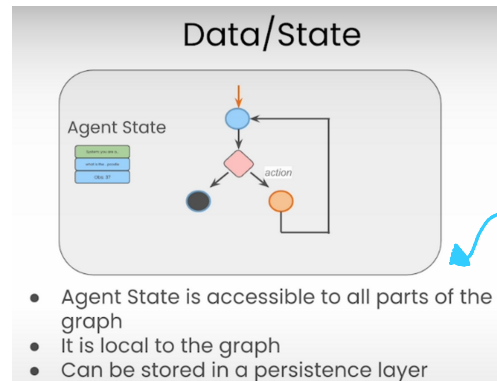 Data/State
Agent State
action
● Agent State is accessible to all parts of the
graph
● It is local to the graph
● Can be stored in a persistence layer